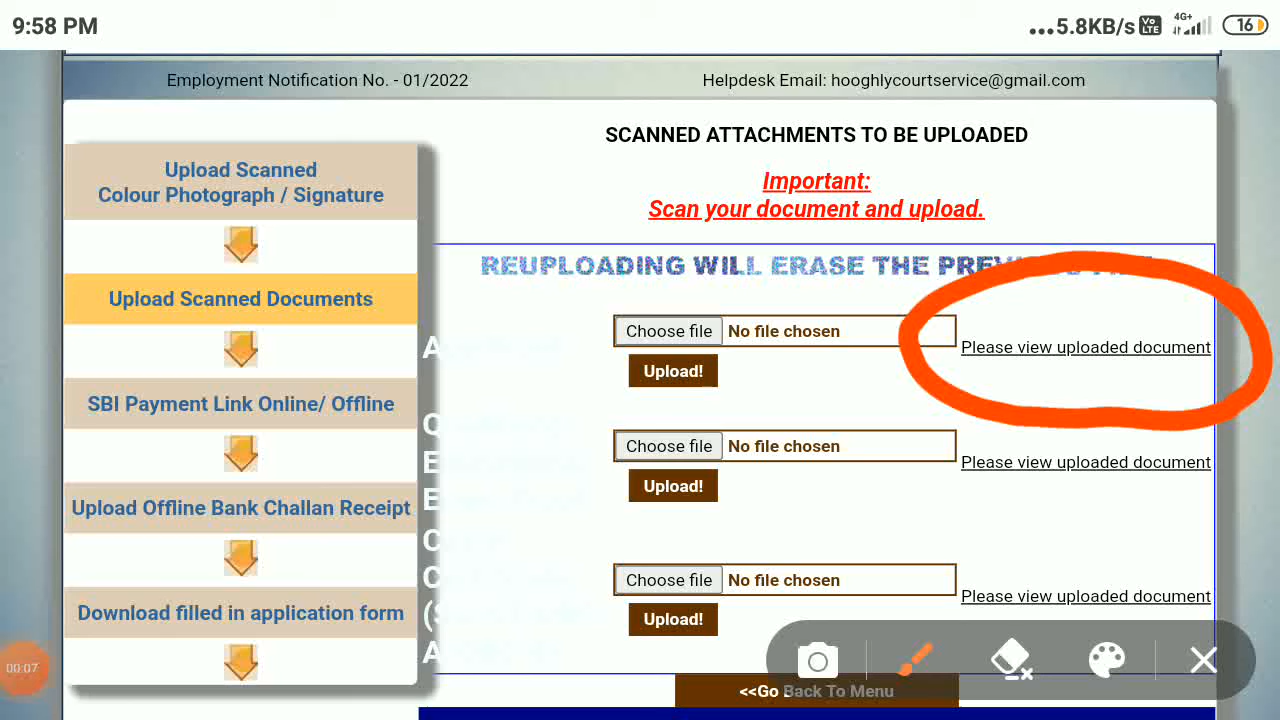 9:58 PM
...5.8KB/s Vo LTE 4G+ 16
Employment Notification No. - 01/2022
Helpdesk Email: hooghlycourtservice@gmail.com
SCANNED ATTACHMENTS TO BE UPLOADED
Important:
Scan your document and upload.
Upload Scanned
Colour Photograph / Signature
Upload Scanned Documents
SBI Payment Link Online/ Offline
Upload Offline Bank Challan Receipt
Download filled in application form
REUPLOADING WILL ERASE THE
Choose file No file chosen
Please view uploaded document
Upload!
Choose file No file chosen
Please view uploaded document
Upload!
Choose file No file chosen
Please view uploaded document
Upload!
<<Go Back To Menu
00:07